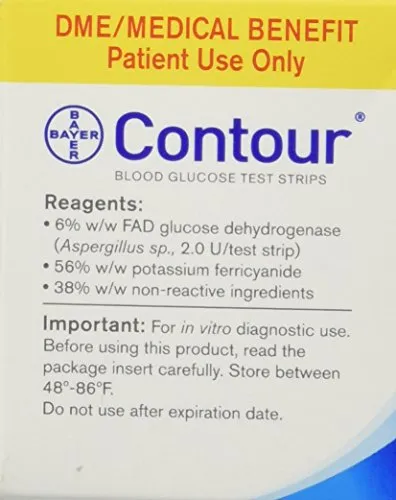 DME/MEDICAL BENEFIT
Patient Use Only
BAYER
BAYER
Contour®
BLOOD GLUCOSE TEST STRIPS
Reagents:
• 6% w/w FAD glucose dehydrogenase
(Aspergillus sp., 2.0 U/test strip)
• 56% w/w potassium ferricyanide
• 38% w/w non-reactive ingredients
Important: For in vitro diagnostic use.
Before using this product, read the
package insert carefully. Store between
48°-86°F.
Do not use after expiration date.